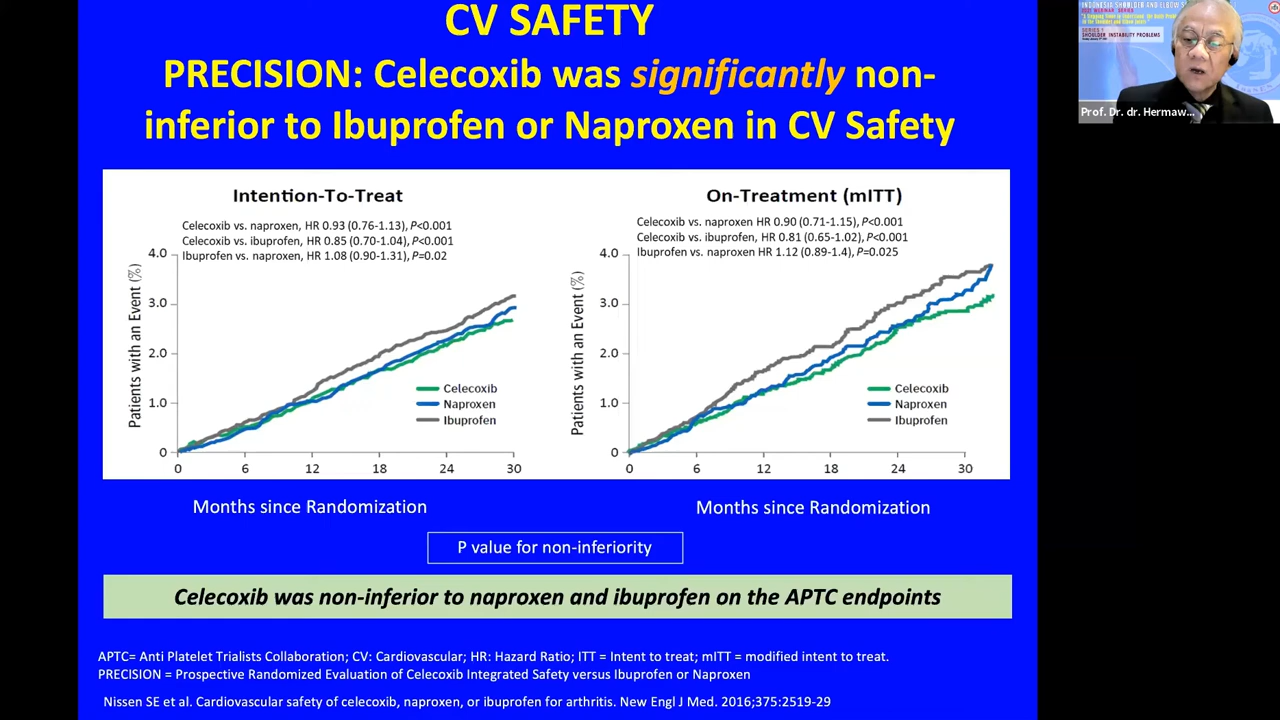 CV SAFETY
PRECISION: Celecoxib was significantly non-
inferior to Ibuprofen or Naproxen in CV Safety
Intention-To-Treat
Celecoxib vs. naproxen, HR 0.93 (0.76-1.13), P<0.001
Celecoxib vs. ibuprofen, HR 0.85 (0.70-1.04), P<0.001
Ibuprofen vs. naproxen, HR 1.08 (0.90-1.31), P=0.02
Patients with an Event (%)
4.0
3.0
2.0
1.0
0
0 6 12 18 24 30
Celecoxib
Naproxen
Ibuprofen
Months since Randomization
On-Treatment (mITT)
Celecoxib vs. naproxen HR 0.90 (0.71-1.15), P<0.001
Celecoxib vs. ibuprofen, HR 0.81 (0.65-1.02), P<0.001
Ibuprofen vs. naproxen HR 1.12 (0.89-1.4), P=0.025
Patients with an Event (%)
4.0
3.0
2.0
1.0
0
0 6 12 18 24 30
Celecoxib
Naproxen
Ibuprofen
Months since Randomization
P value for non-inferiority
Celecoxib was non-inferior to naproxen and ibuprofen on the APTC endpoints
APTC= Anti Platelet Trialists Collaboration; CV: Cardiovascular; HR: Hazard Ratio; ITT = Intent to treat; mITT = modified intent to treat.
PRECISION = Prospective Randomized Evaluation of Celecoxib Integrated Safety versus Ibuprofen or Naproxen
Nissen SE et al. Cardiovascular safety of celecoxib, naproxen, or ibuprofen for arthritis. New Engl J Med. 2016;375:2519-29
INDONESIA SHOULDER AND ELBOW
SERIES 1
SHOULDER INSTABILITY PROBLEMS
Prof. Dr. dr. Hermaw...